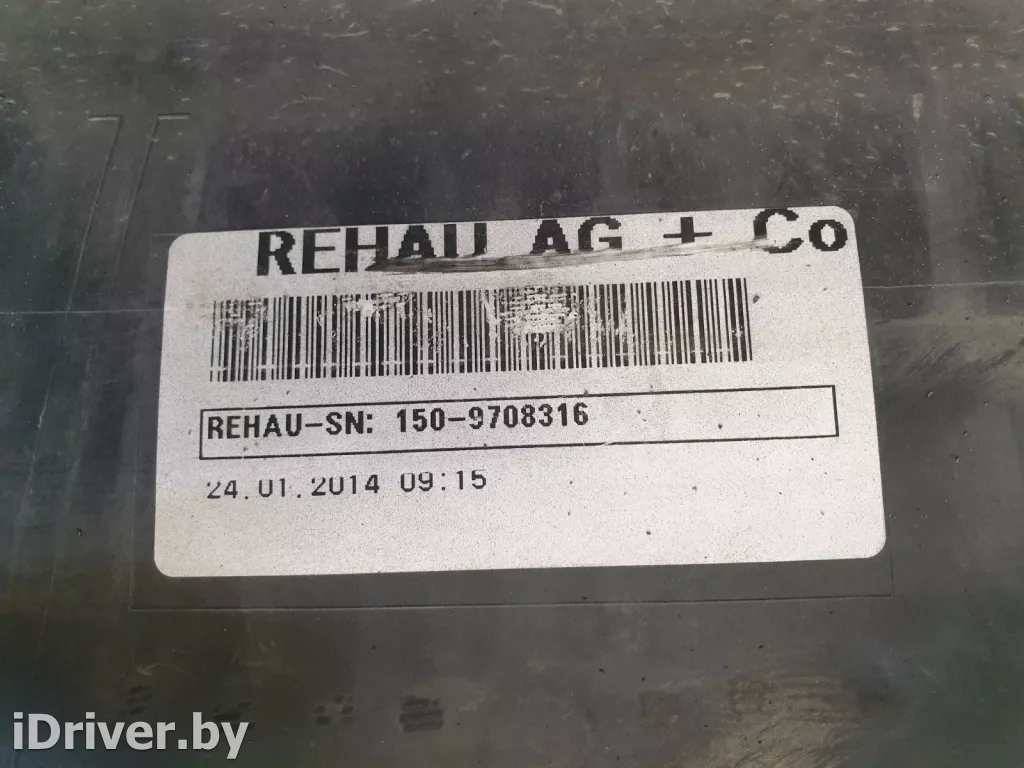 REHAU AG + Co
REHAU-SN: 150-9708316
24.01.2014 09:15
iDriver.by